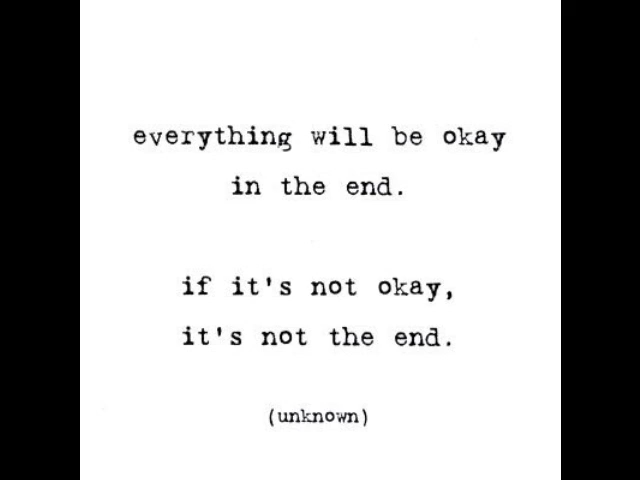 everything will be okay
in the end.
if it's not okay,
it's not the end.
(unknown)